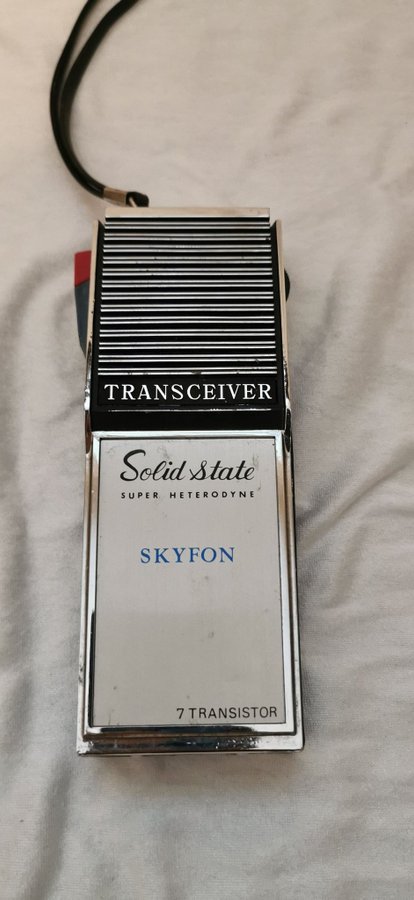 TRANSCEIVER
Solid State
SUPER HETERODYNE
SKYFON
7 TRANSISTOR